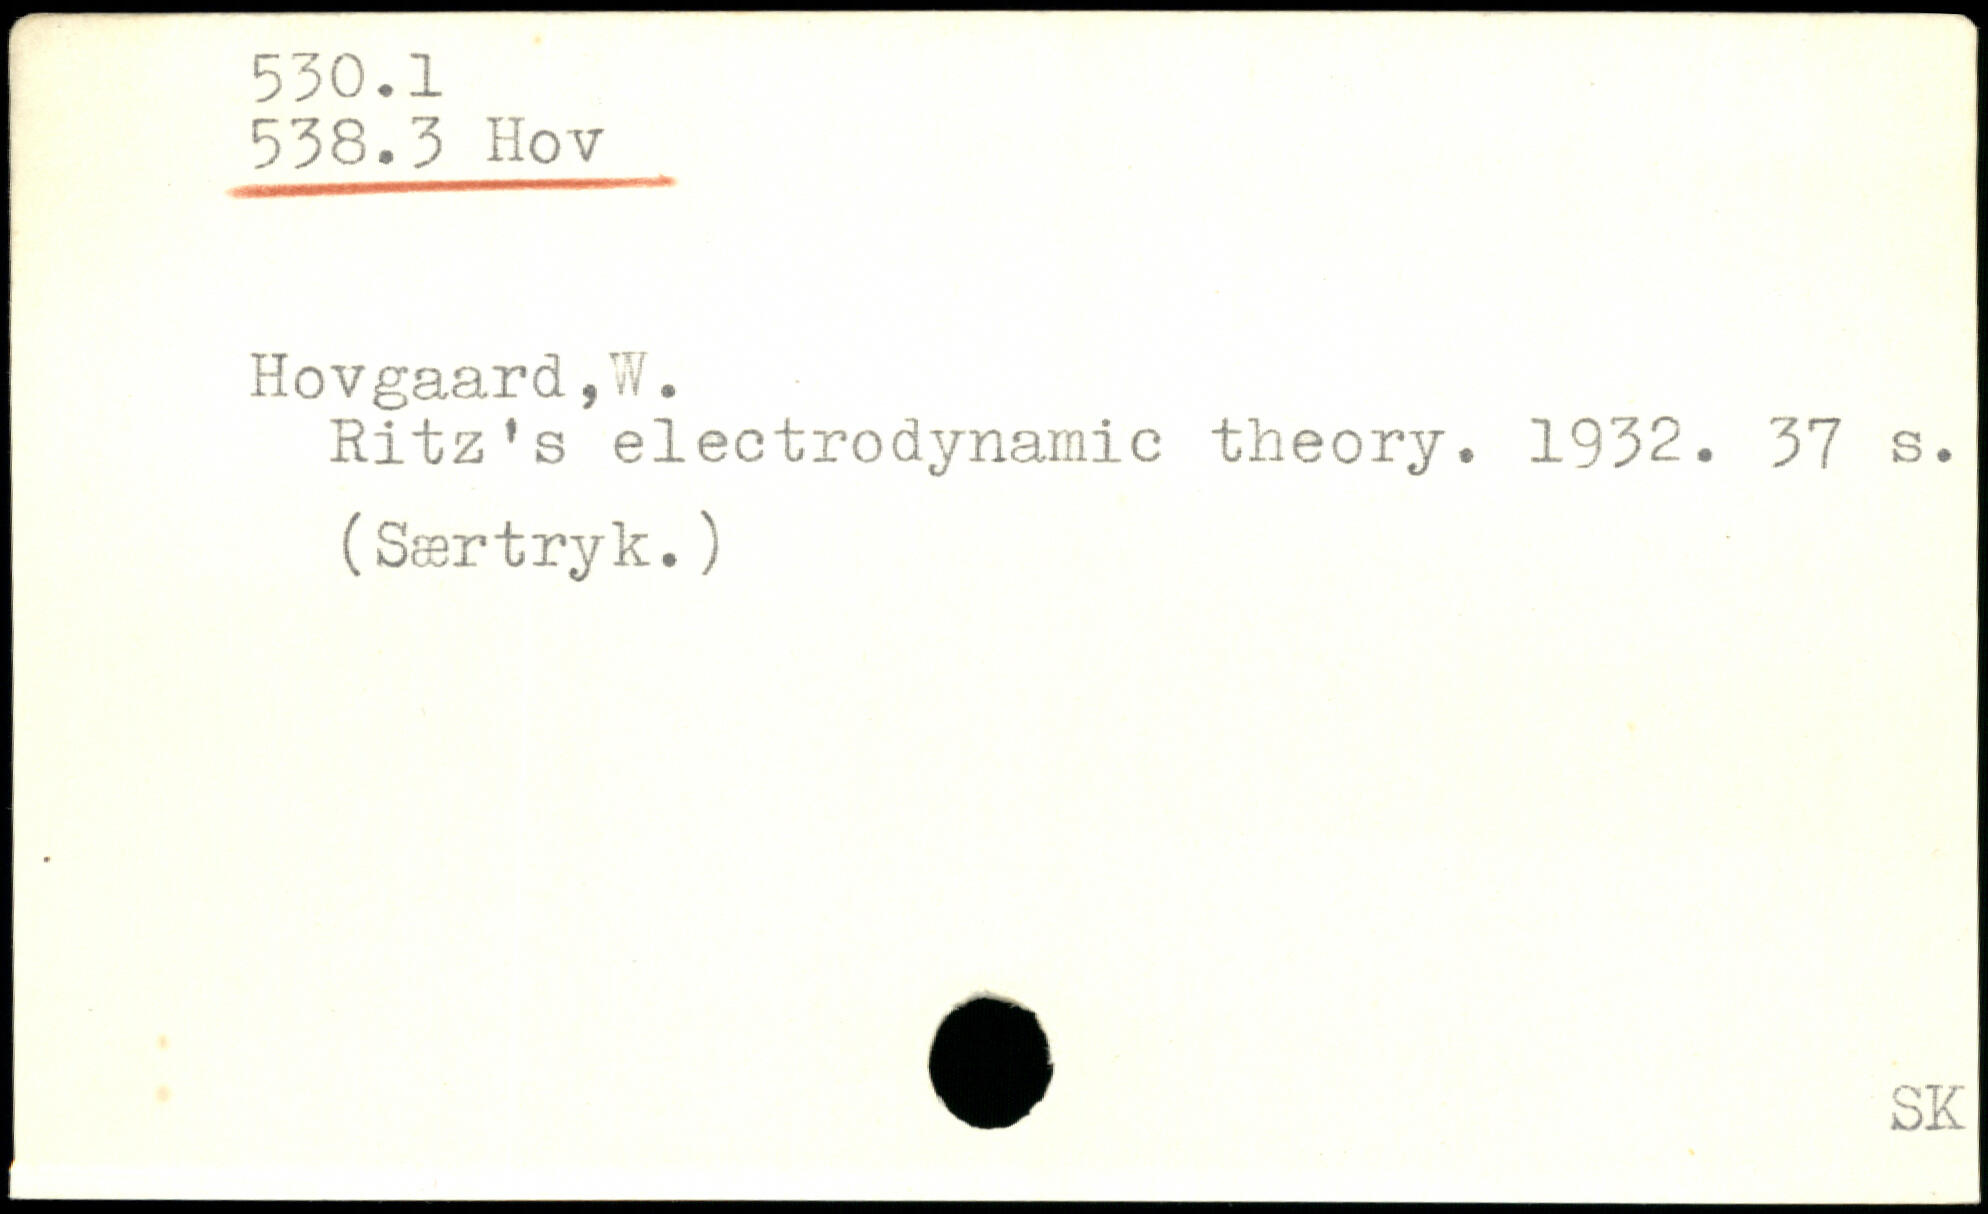 530.1
538.3 Hov
Hovgaard,W.
Ritz's electrodynamic theory. 1932. 37 s.
(Særtryk.)
SK